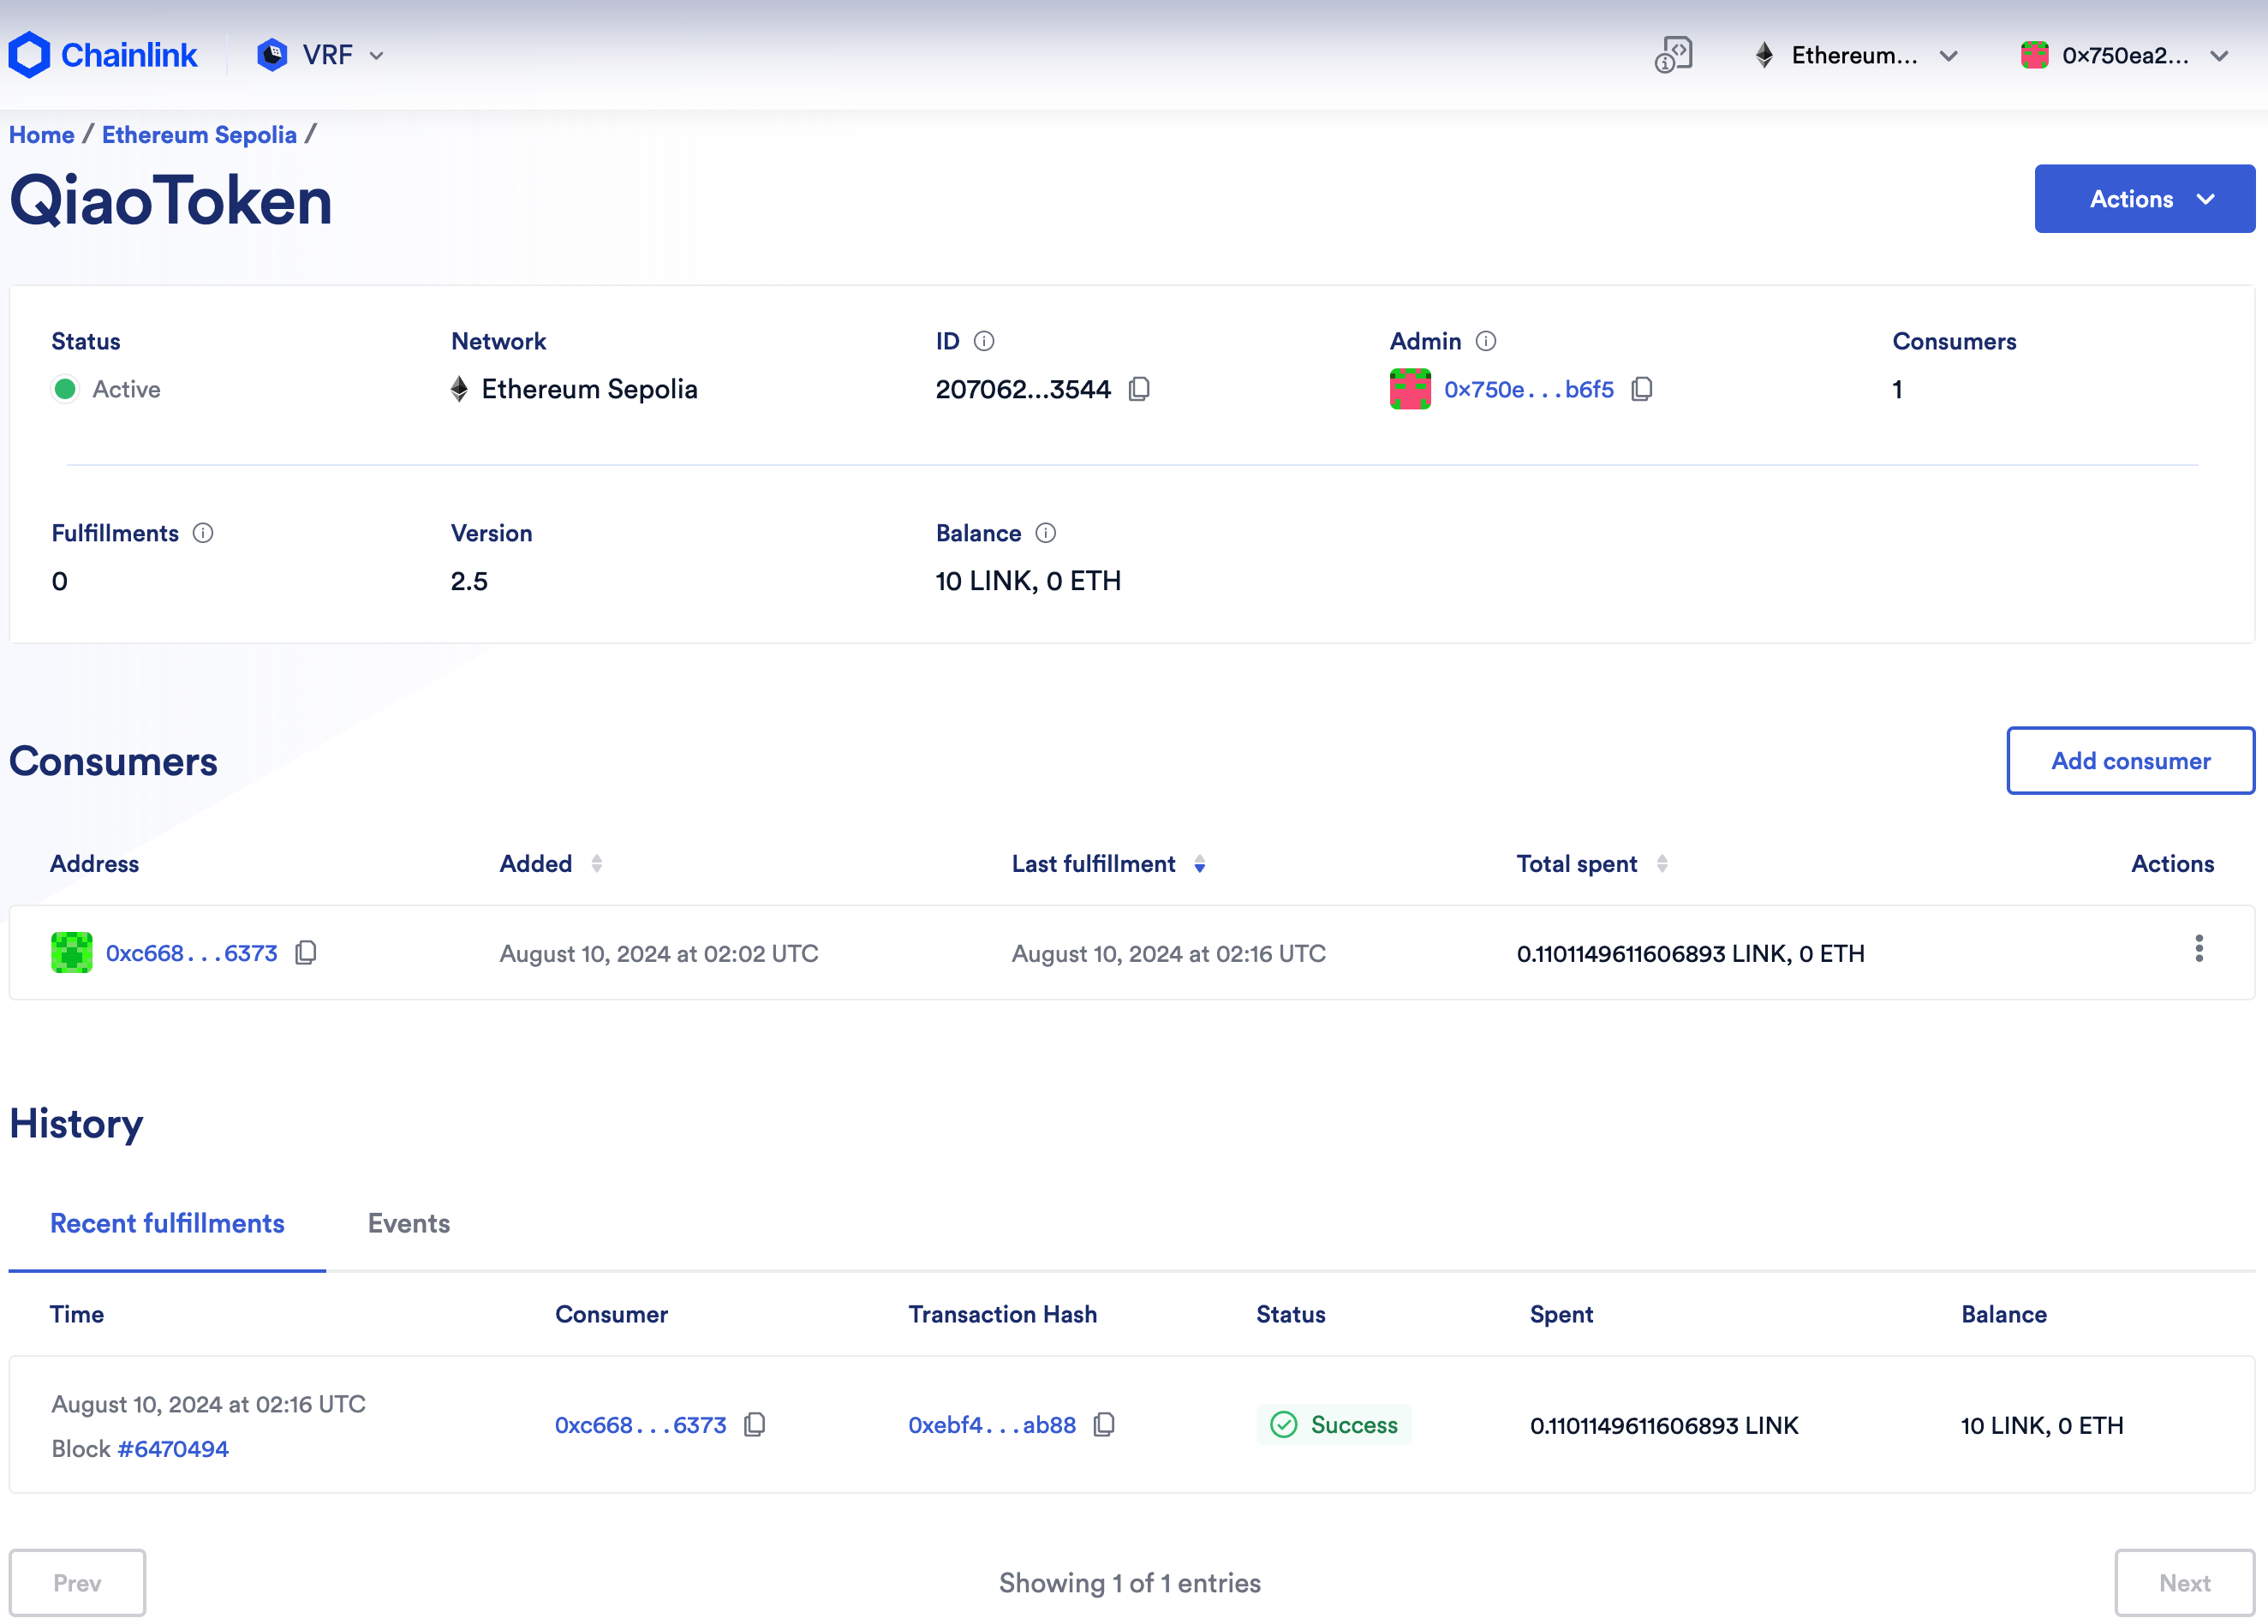 Chainlink VRF Ethereum... 0x750ea2...
Home / Ethereum Sepolia /
QiaoToken
Actions
Status Network ID Admin Consumers
Active Ethereum Sepolia 207062...3544 0x750e...b6f5 1
Fulfillments Version Balance
0 2.5 10 LINK, 0 ETH
Consumers
Add consumer
Address Added Last fulfillment Total spent Actions
0xc668...6373 August 10, 2024 at 02:02 UTC August 10, 2024 at 02:16 UTC 0.1101149611606893 LINK, 0 ETH
History
Recent fulfillments Events
Time Consumer Transaction Hash Status Spent Balance
August 10, 2024 at 02:16 UTC
Block #6470494
0xc668...6373 0xebf4...ab88 Success 0.1101149611606893 LINK 10 LINK, 0 ETH
Prev Showing 1 of 1 entries Next